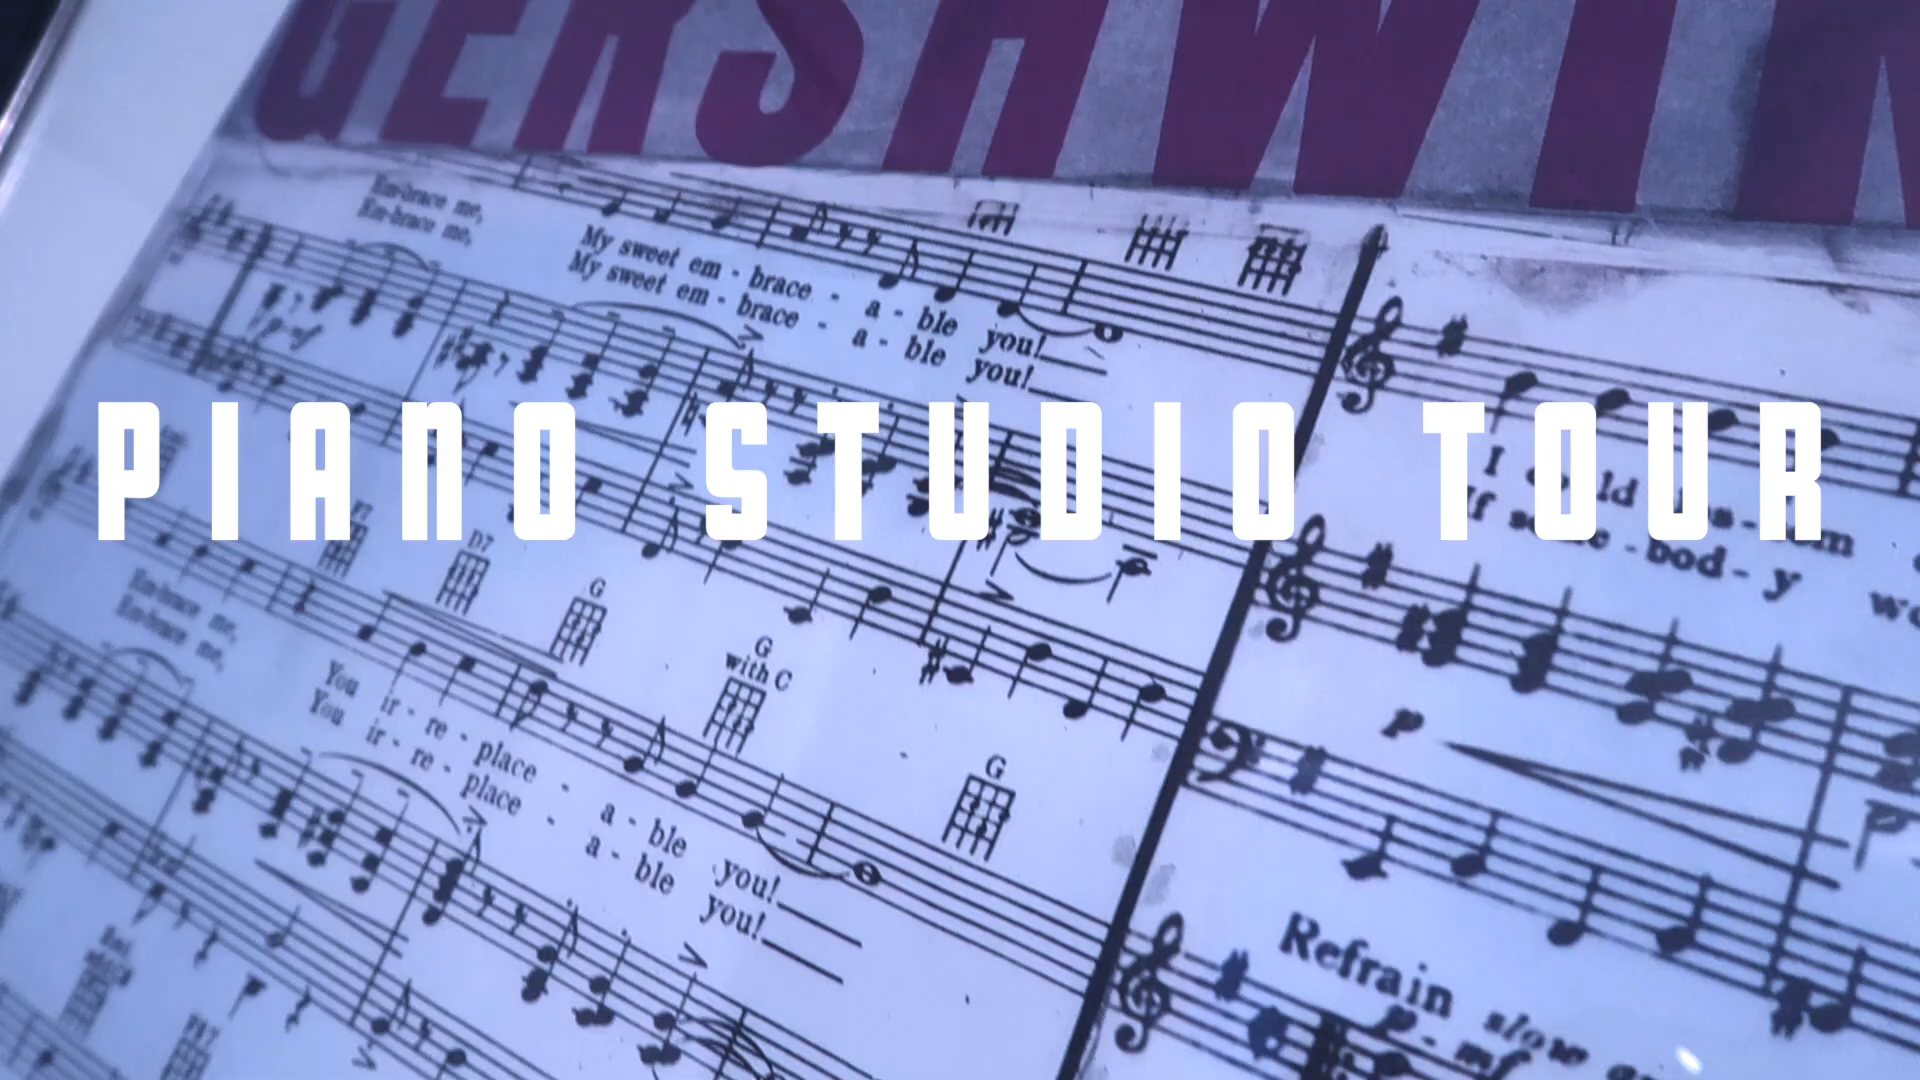 GERSHWIN
Em-brace me,
Em-brace me,
My sweet em - brace - a - ble you!
My sweet em - brace - a - ble you!
PIANO STUDIO TOUR
I
If - bod - y
D7
G
G
with C
G
Em-brace me,
Em-brace me,
You ir - re - place - a - ble you!
You ir - re - place - a - ble you!
p
Refrain slow
p - mf